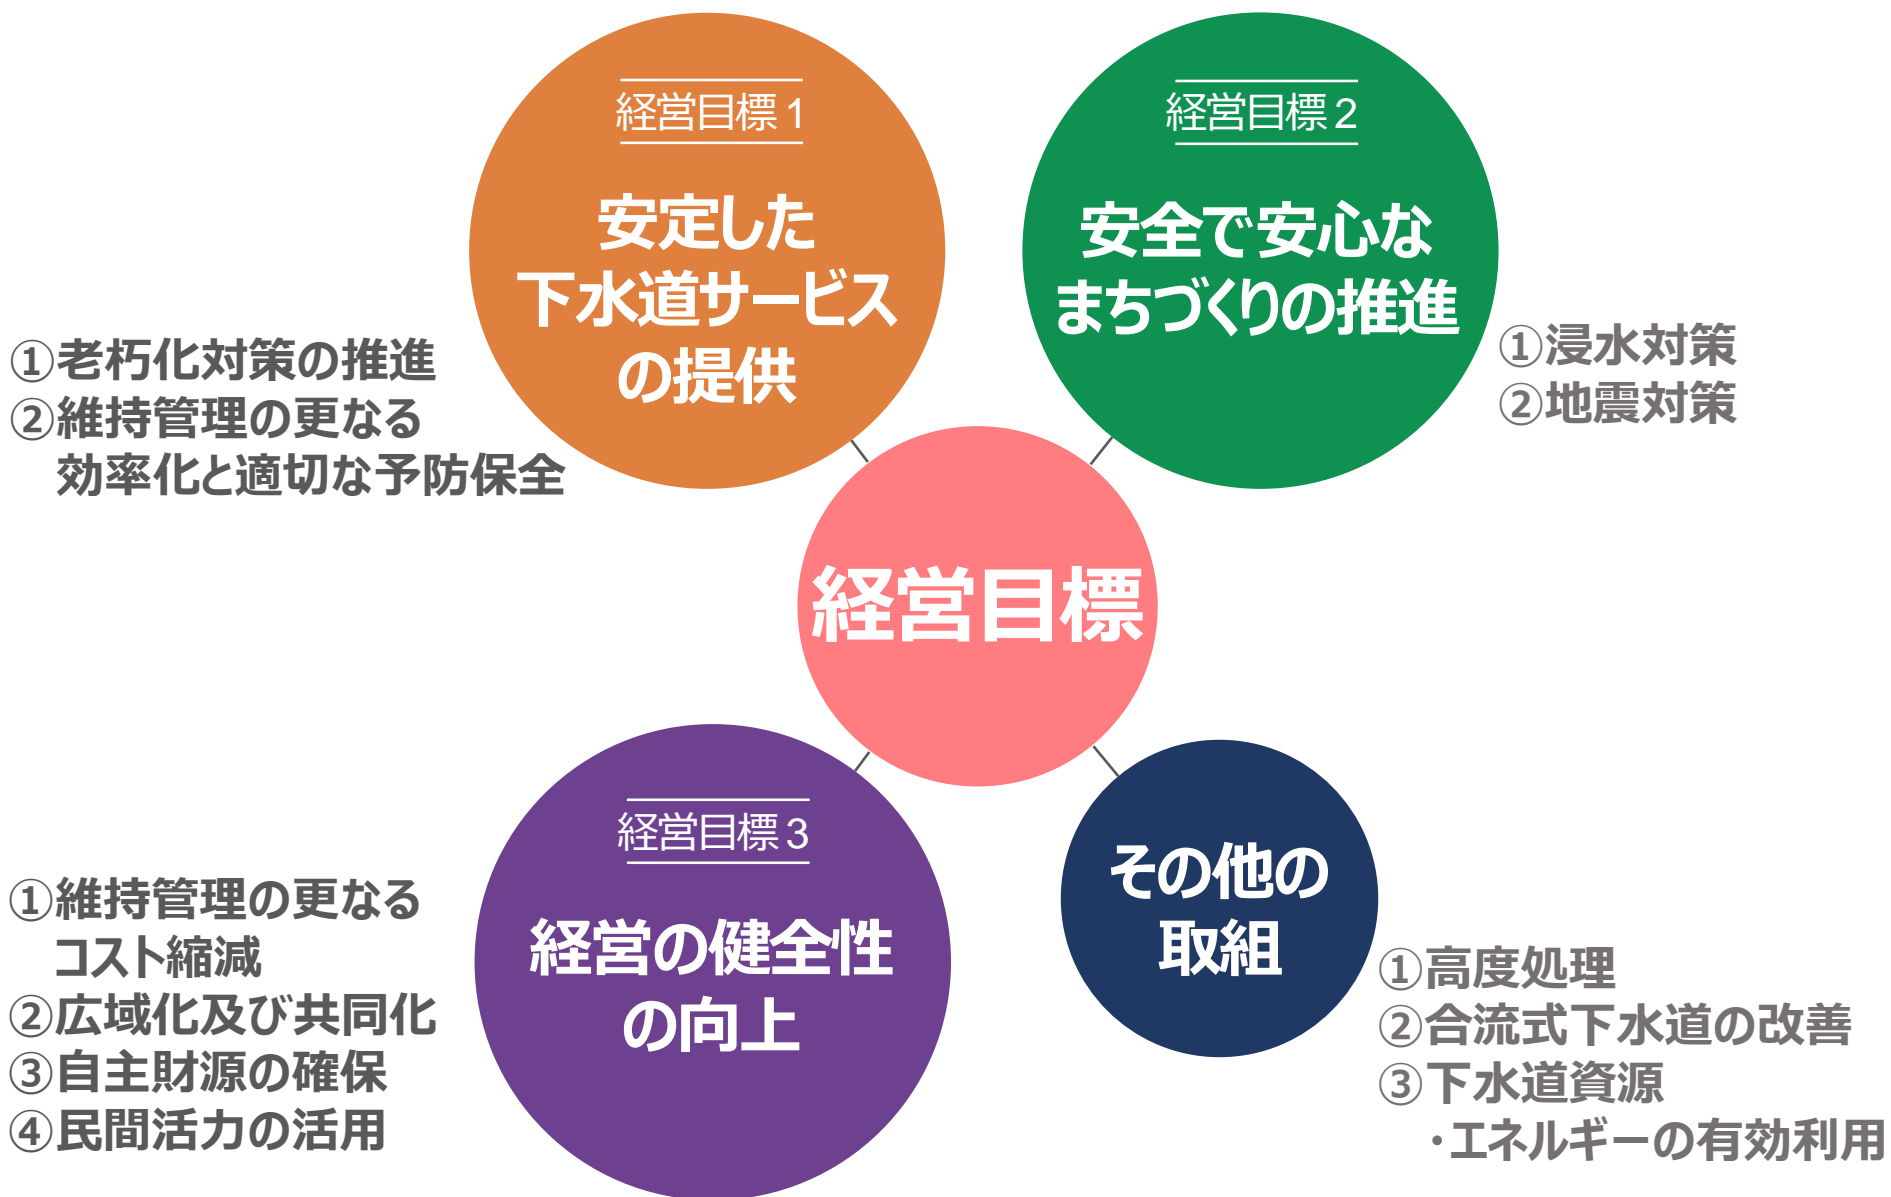 経営目標 1
安定した
下水道サービス
の提供
①老朽化対策の推進
②維持管理の更なる
効率化と適切な予防保全
経営目標 2
安全で安心な
まちづくりの推進
①浸水対策
②地震対策
経営目標
経営目標 3
経営の健全性
の向上
①維持管理の更なる
コスト縮減
②広域化及び共同化
③自主財源の確保
④民間活力の活用
その他の
取組
①高度処理
②合流式下水道の改善
③下水道資源
・エネルギーの有効利用